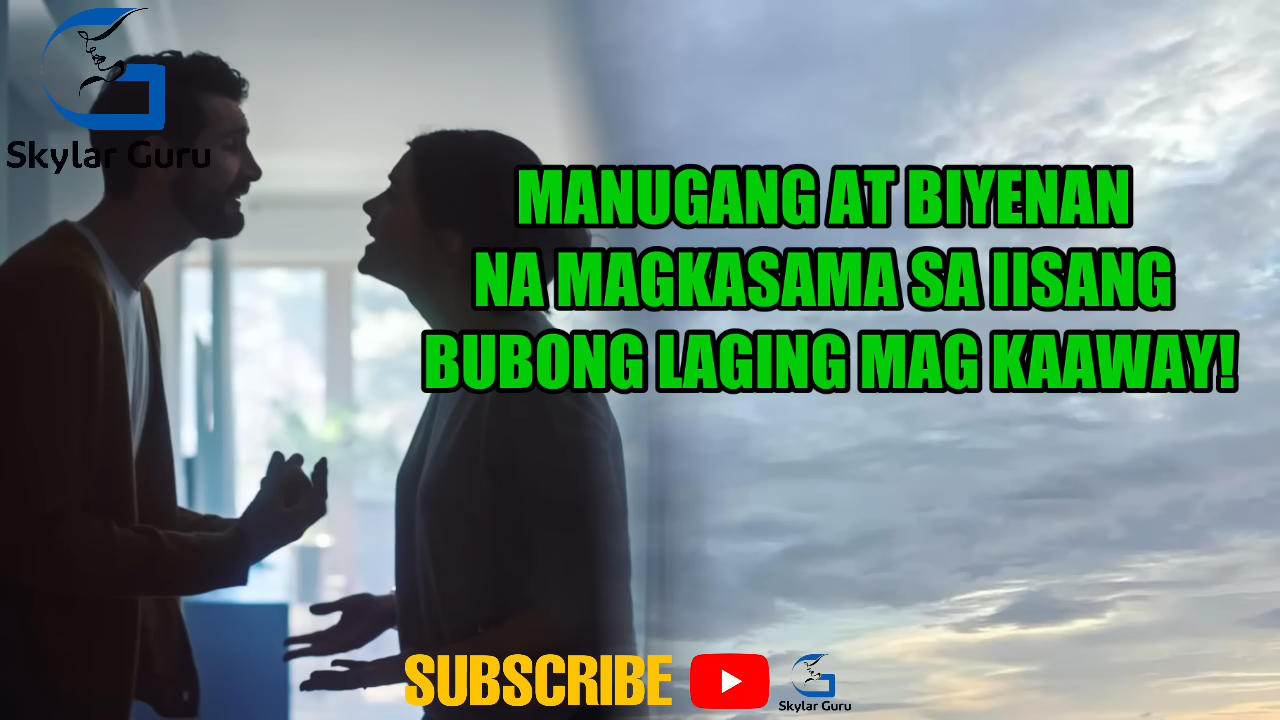 Skylar Guru
MANUGANG AT BIYENAN
NA MAGKASAMA SA IISANG
BUBONG LAGING MAG KAAWAY!
SUBSCRIBE
Skylar Guru